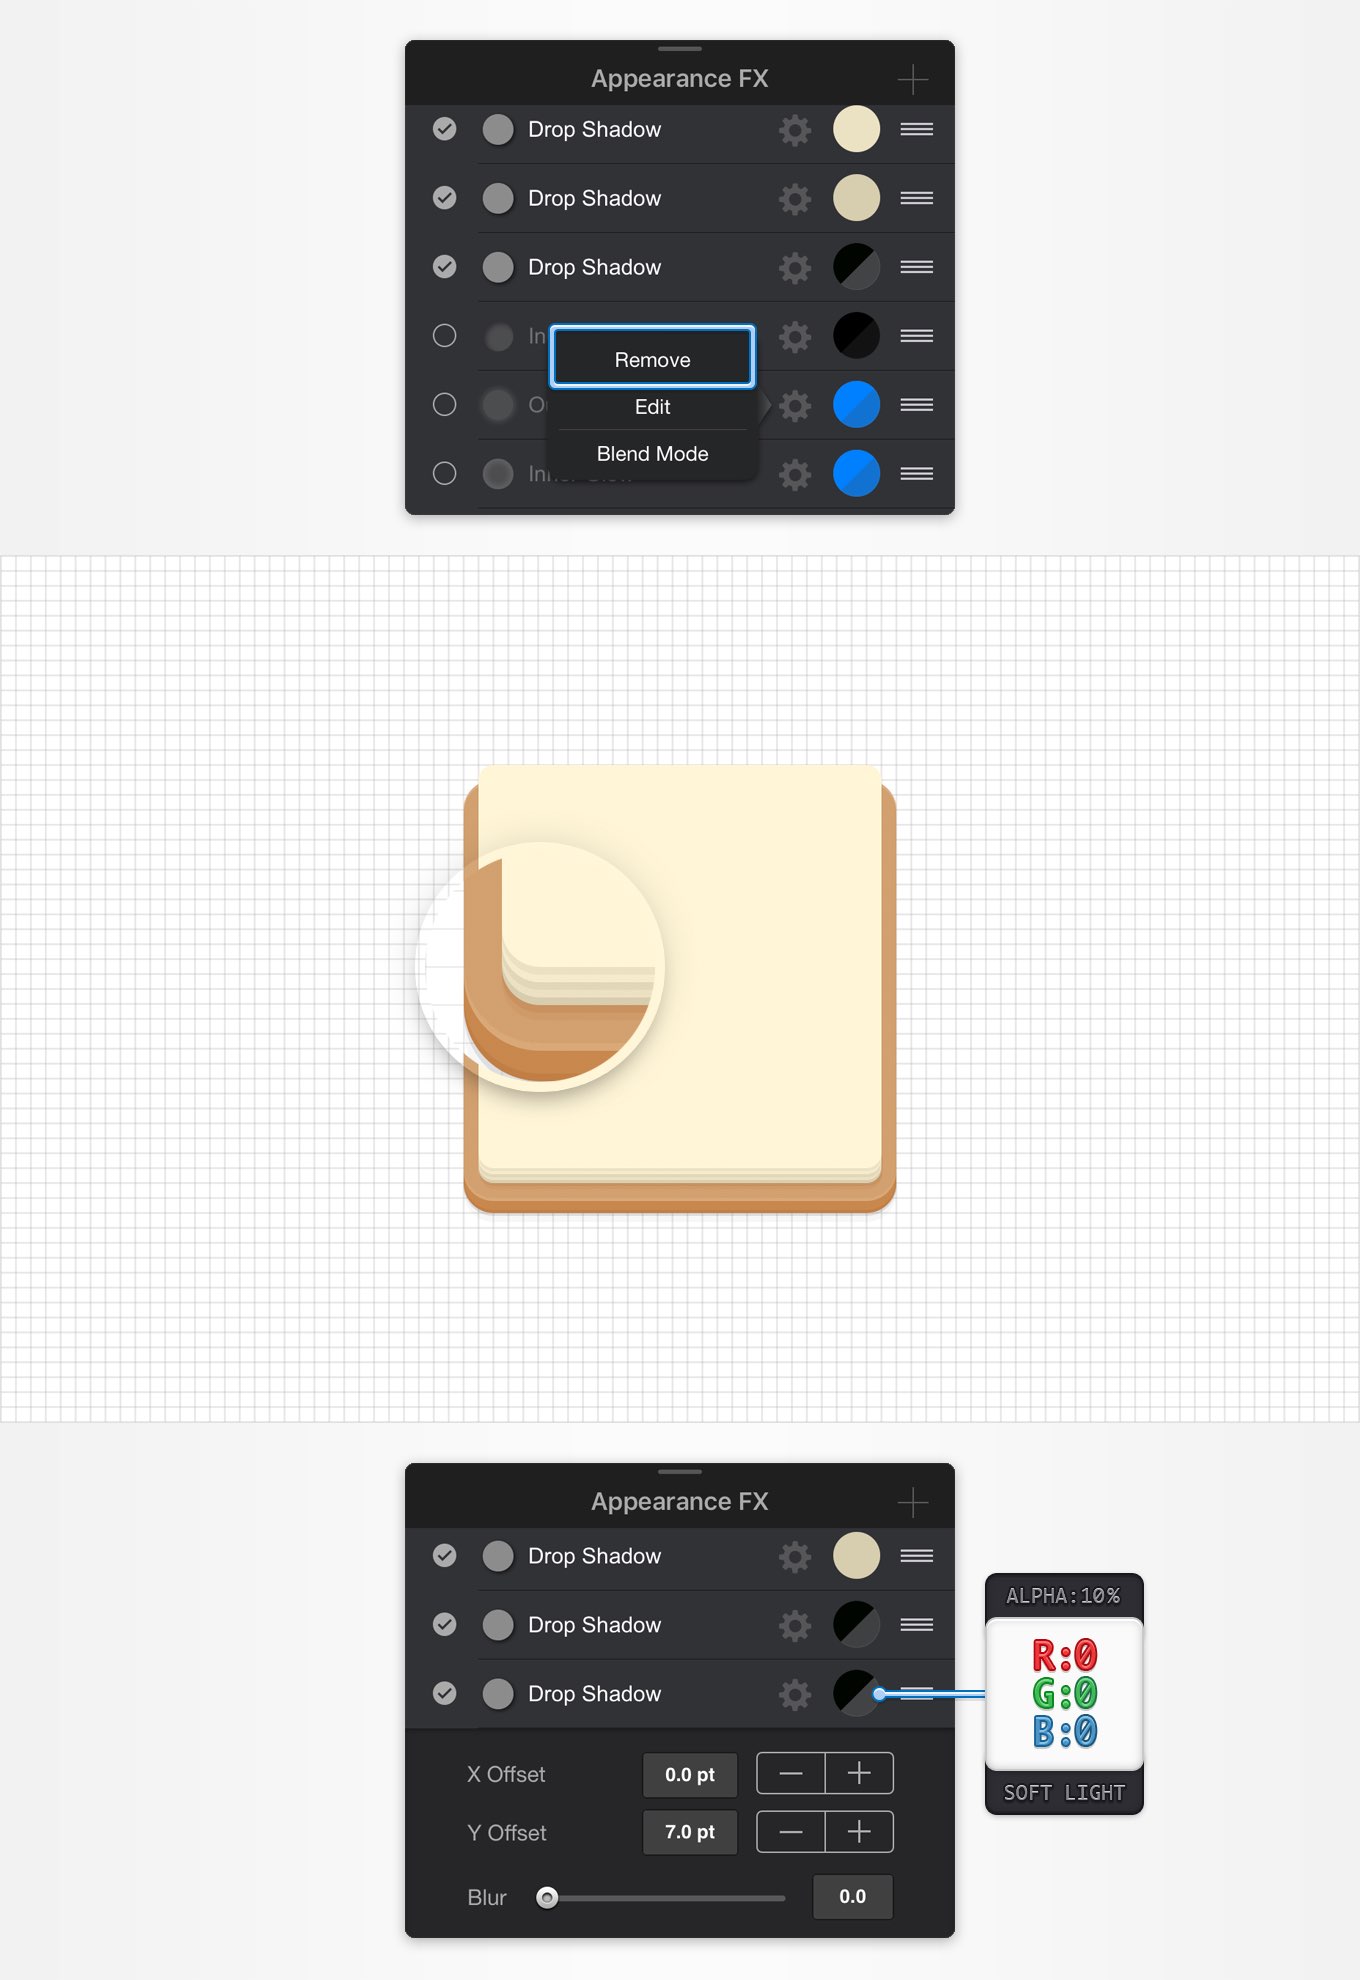 Appearance FX
Drop Shadow
Drop Shadow
Drop Shadow
In
Remove
Edit
Blend Mode
Appearance FX
Drop Shadow
Drop Shadow
Drop Shadow
X Offset 0.0 pt
Y Offset 7.0 pt
Blur 0.0
ALPHA:10%
R:0
G:0
B:0
SOFT LIGHT